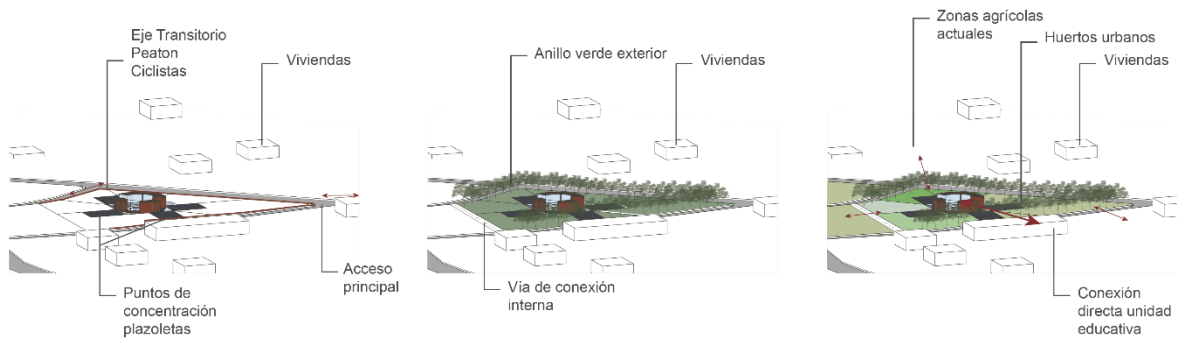 Eje Transitorio
Peaton
Ciclistas
Viviendas
Puntos de
concentración
plazoletas
Acceso
principal
Anillo verde exterior
Viviendas
Vía de conexión
interna
Zonas agrícolas
actuales
Huertos urbanos
Viviendas
Conexión
directa unidad
educativa